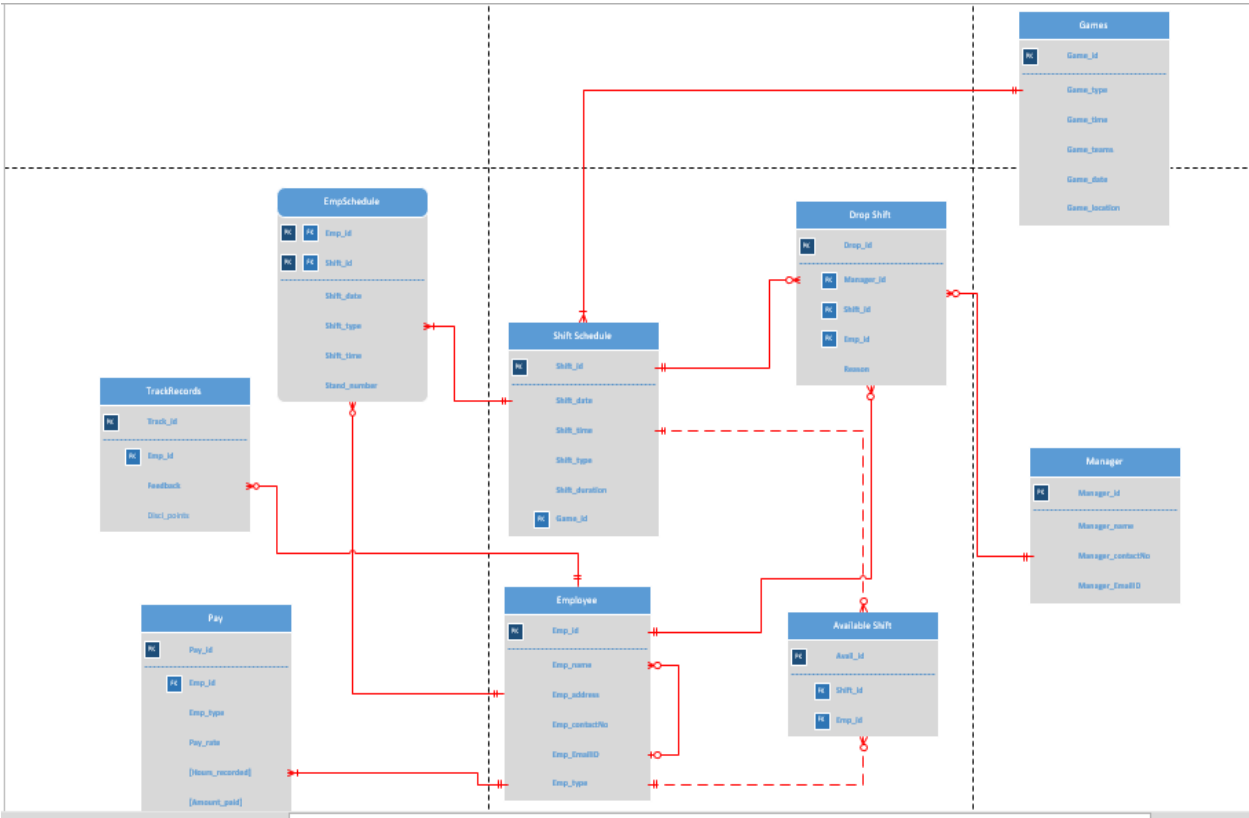 Games
PK Game_id
Game_type
Game_time
Game_teams
Game_date
Game_location
EmpSchedule
PK FK Emp_id
PK FK Shift_id
Shift_date
Shift_type
Shift_time
Stand_number
Drop Shift
PK Drop_id
FK Manager_id
FK Shift_id
FK Emp_id
Reason
Shift Schedule
PK Shift_id
Shift_date
Shift_time
Shift_type
Shift_duration
FK Game_id
TrackRecords
PK Track_id
FK Emp_id
Feedback
Disci_points
Manager
PK Manager_id
Manager_name
Manager_contactNo
Manager_EmailID
Employee
PK Emp_id
Emp_name
Emp_address
Emp_contactNo
Emp_EmailID
Emp_type
Pay
PK Pay_id
FK Emp_id
Emp_type
Pay_rate
[Hours_recorded]
[Amount_paid]
Available Shift
PK Avail_id
FK Shift_id
FK Emp_id